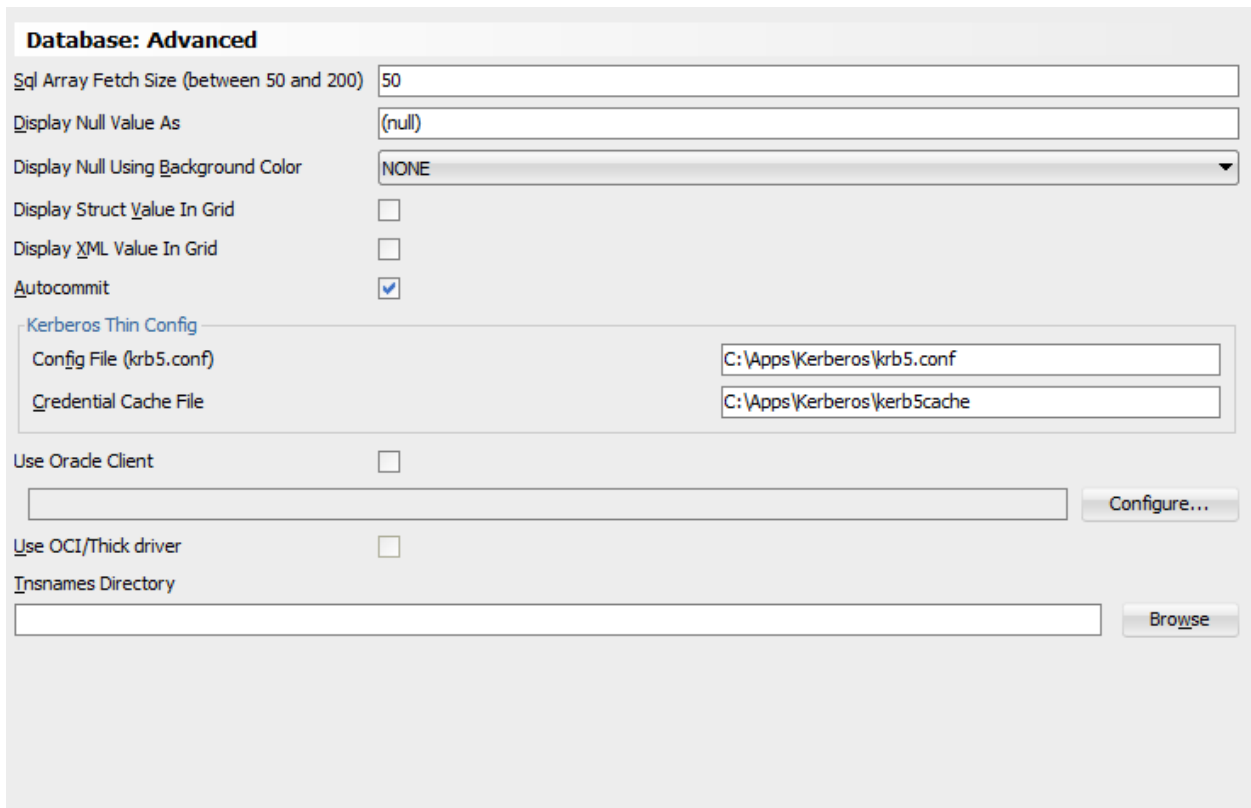 Database: Advanced
Sql Array Fetch Size (between 50 and 200) 50
Display Null Value As (null)
Display Null Using Background Color NONE
Display Struct Value In Grid
Display XML Value In Grid
Autocommit
Kerberos Thin Config
Config File (krb5.conf) C:\Apps\Kerberos\krb5.conf
Credential Cache File C:\Apps\Kerberos\kerb5cache
Use Oracle Client
Configure...
Use OCI/Thick driver
Tnsnames Directory
Browse